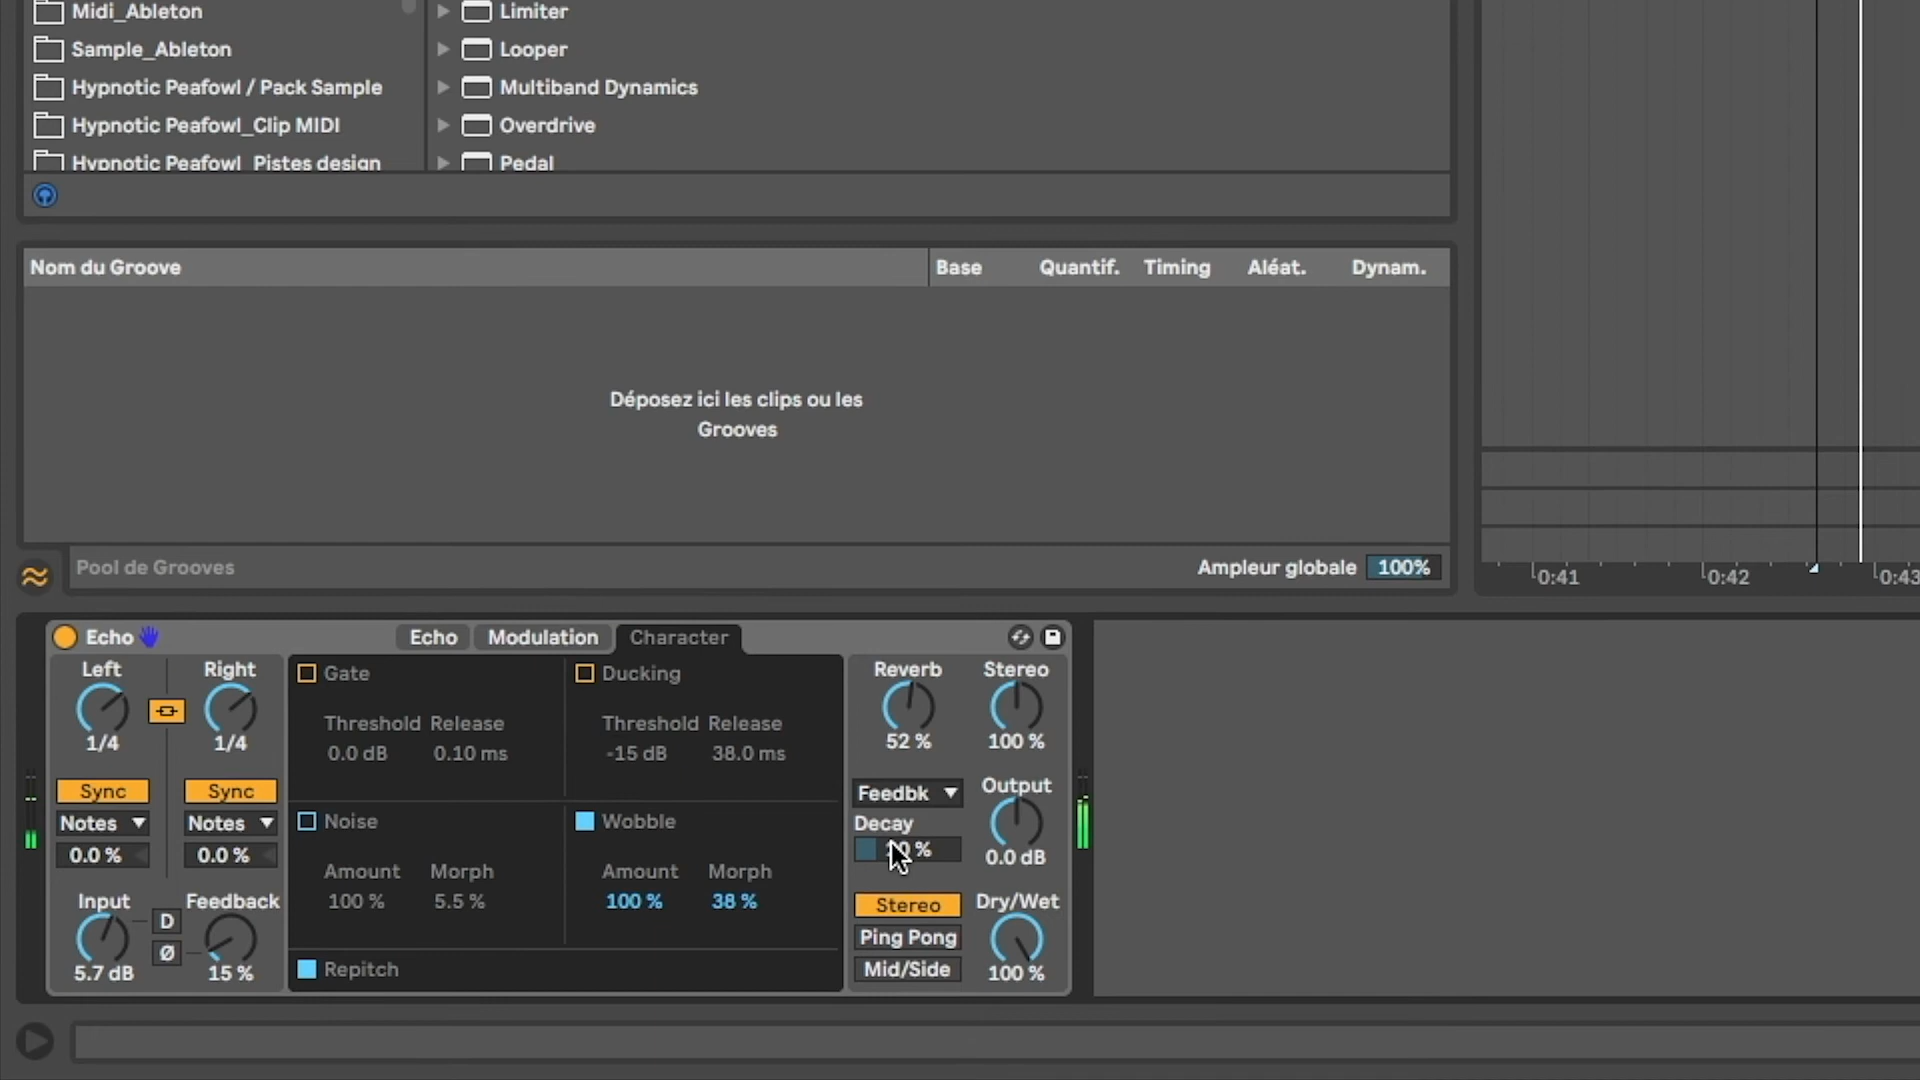 Midi_Ableton
Sample_Ableton
Hypnotic Peafowl / Pack Sample
Hypnotic Peafowl_Clip MIDI
Hypnotic Peafowl_Pistes design
Limiter
Looper
Multiband Dynamics
Overdrive
Pedal
Nom du Groove Base Quantif. Timing Aléat. Dynam.
Déposez ici les clips ou les
Grooves
Pool de Grooves Ampleur globale 100%
0:41 0:42 0:43
Echo Echo Modulation Character
Left Right
1/4 1/4
Sync Sync
Notes Notes
0.0 % 0.0 %
Input D Feedback
5.7 dB Ø 15 %
Gate
Threshold Release
0.0 dB 0.10 ms
Ducking
Threshold Release
-15 dB 38.0 ms
Noise
Amount Morph
100 % 5.5 %
Wobble
Amount Morph
100 % 38 %
Repitch
Reverb Stereo
52 % 100 %
Feedbk Output
Decay
%
0.0 dB
Stereo Dry/Wet
Ping Pong
Mid/Side 100 %